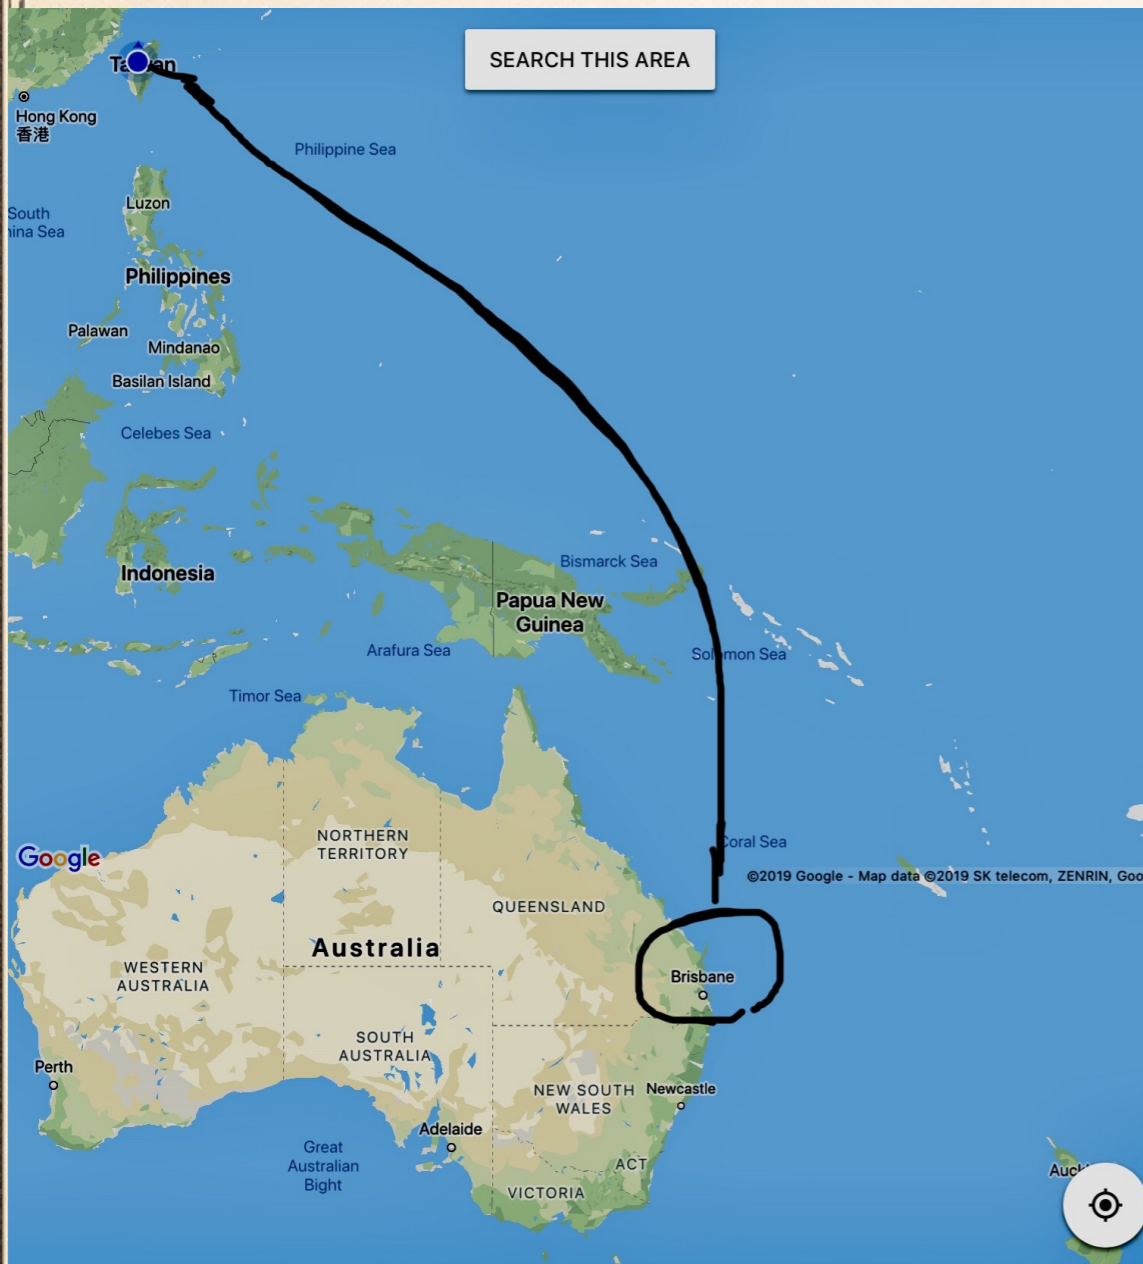 SEARCH THIS AREA
Hong Kong
香港
Philippine Sea
Luzon
South
Philippines
Palawan
Mindanao
Basilan Island
Celebes Sea
Bismarck Sea
Indonesia
Papua New
Guinea
Arafura Sea
Timor Sea
NORTHERN
TERRITORY
Google
©2019 Google - Map data ©2019 SK telecom, ZENRIN, Goo
QUEENSLAND
Australia
WESTERN
AUSTRALIA
Brisbane
SOUTH
AUSTRALIA
Perth
NEW SOUTH
WALES
Newcastle
Adelaide
Great
Australian
Bight
ACT
VICTORIA